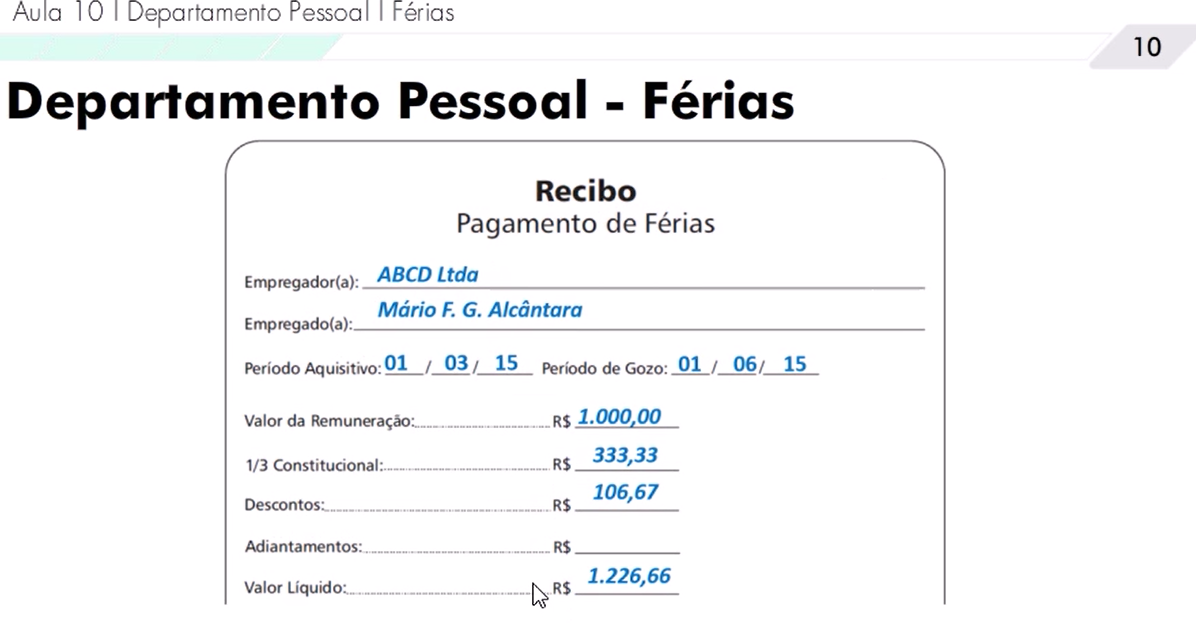 Aula 10 | Departamento Pessoal | Férias
10
Departamento Pessoal - Férias
Recibo
Pagamento de Férias
Empregador(a): ABCD Ltda
Empregado(a): Mário F. G. Alcântara
Período Aquisitivo: 01 / 03 / 15 Período de Gozo: 01 / 06 / 15
Valor da Remuneração: R$ 1.000,00
1/3 Constitucional: R$ 333,33
Descontos: R$ 106,67
Adiantamentos: R$
Valor Líquido: R$ 1.226,66